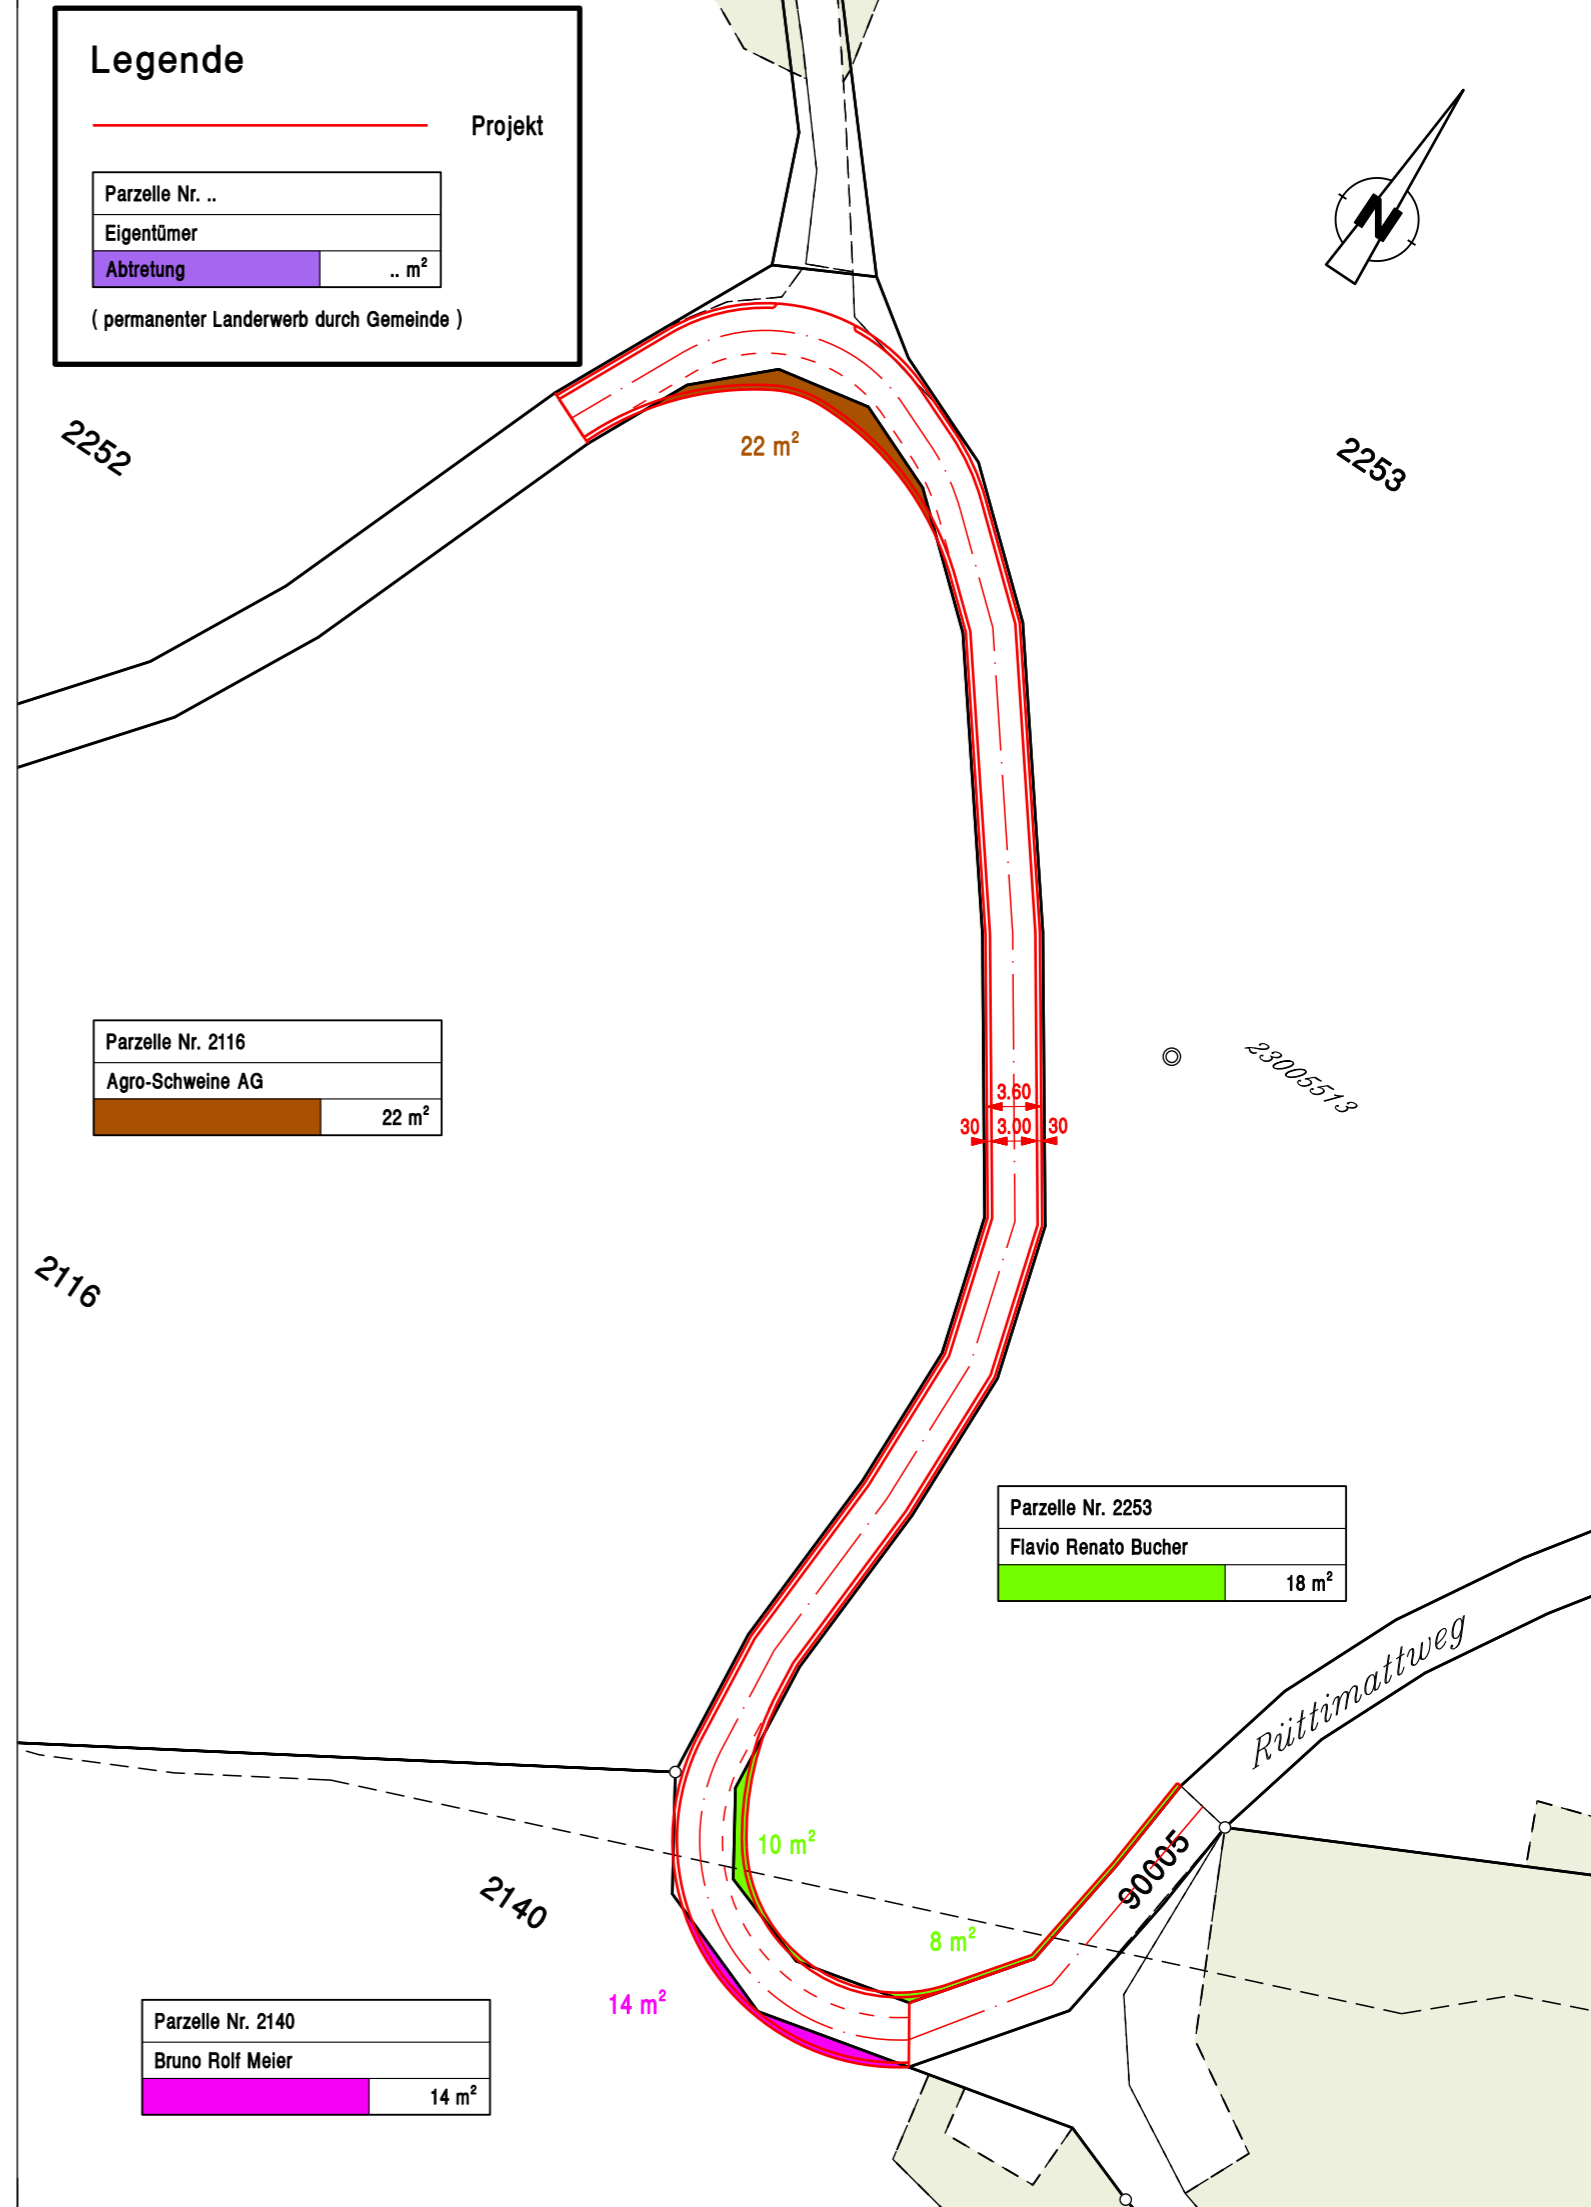 Legende
Projekt
Parzelle Nr. ..
Eigentümer
Abtretung .. m²
( permanenter Landerwerb durch Gemeinde )
N
2252
22 m²
2253
Parzelle Nr. 2116
Agro-Schweine AG
22 m²
23005513
3.60
30 3.00 30
2116
Parzelle Nr. 2253
Flavio Renato Bucher
18 m²
Rüttimattweg
10 m²
90005
2140
8 m²
14 m²
Parzelle Nr. 2140
Bruno Rolf Meier
14 m²